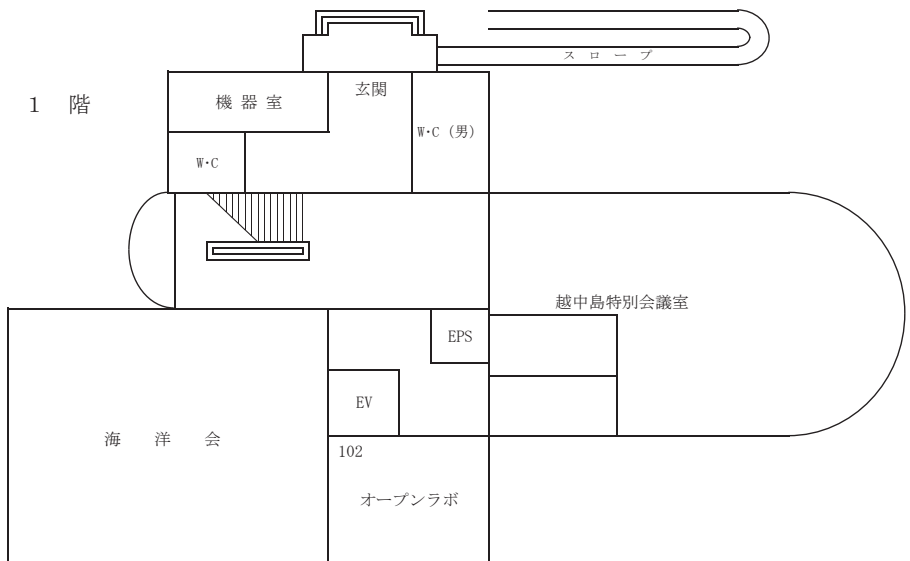 スロープ
玄関
1 階
機器室
W･C (男)
W･C
越中島特別会議室
EPS
EV
海洋会
102
オープンラボ